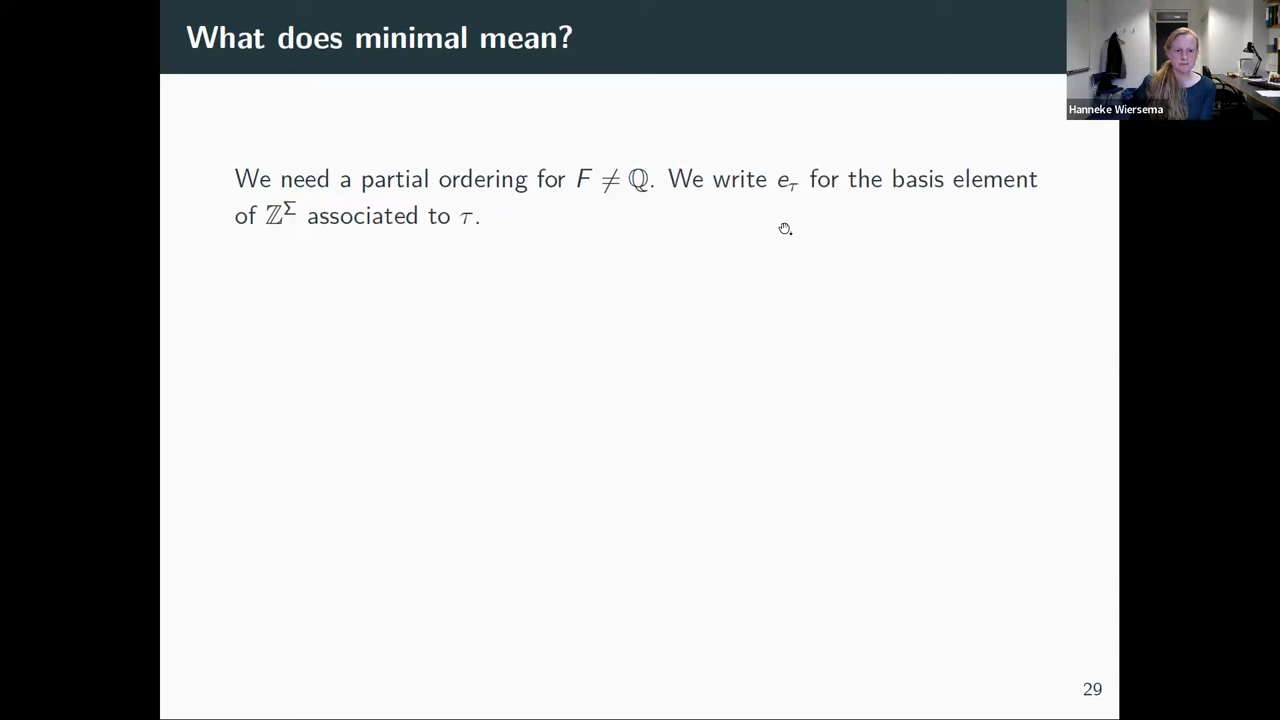 What does minimal mean?
Hanneke Wiersema
We need a partial ordering for F ≠ ℚ. We write e_τ for the basis element
of ℤ^Σ associated to τ.
29